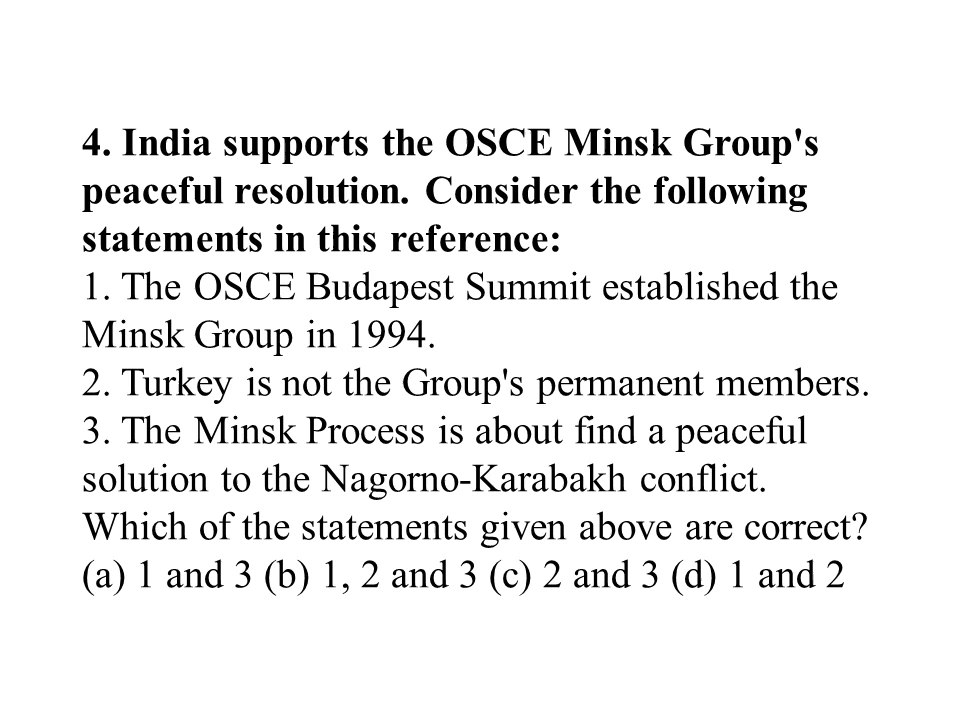 4. India supports the OSCE Minsk Group's
peaceful resolution. Consider the following
statements in this reference:
1. The OSCE Budapest Summit established the
Minsk Group in 1994.
2. Turkey is not the Group's permanent members.
3. The Minsk Process is about find a peaceful
solution to the Nagorno-Karabakh conflict.
Which of the statements given above are correct?
(a) 1 and 3 (b) 1, 2 and 3 (c) 2 and 3 (d) 1 and 2